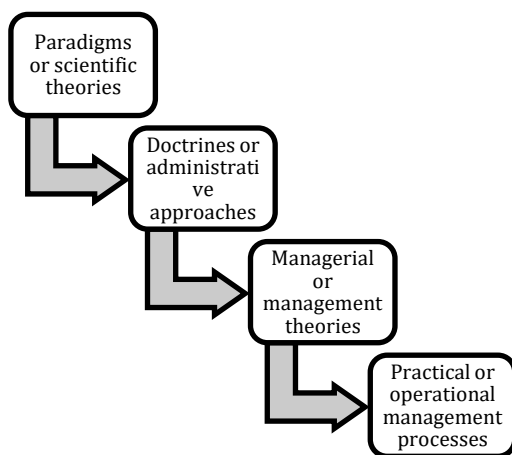 Paradigms
or scientific
theories
Doctrines or
administrati
ve
approaches
Managerial
or
management
theories
Practical or
operational
management
processes